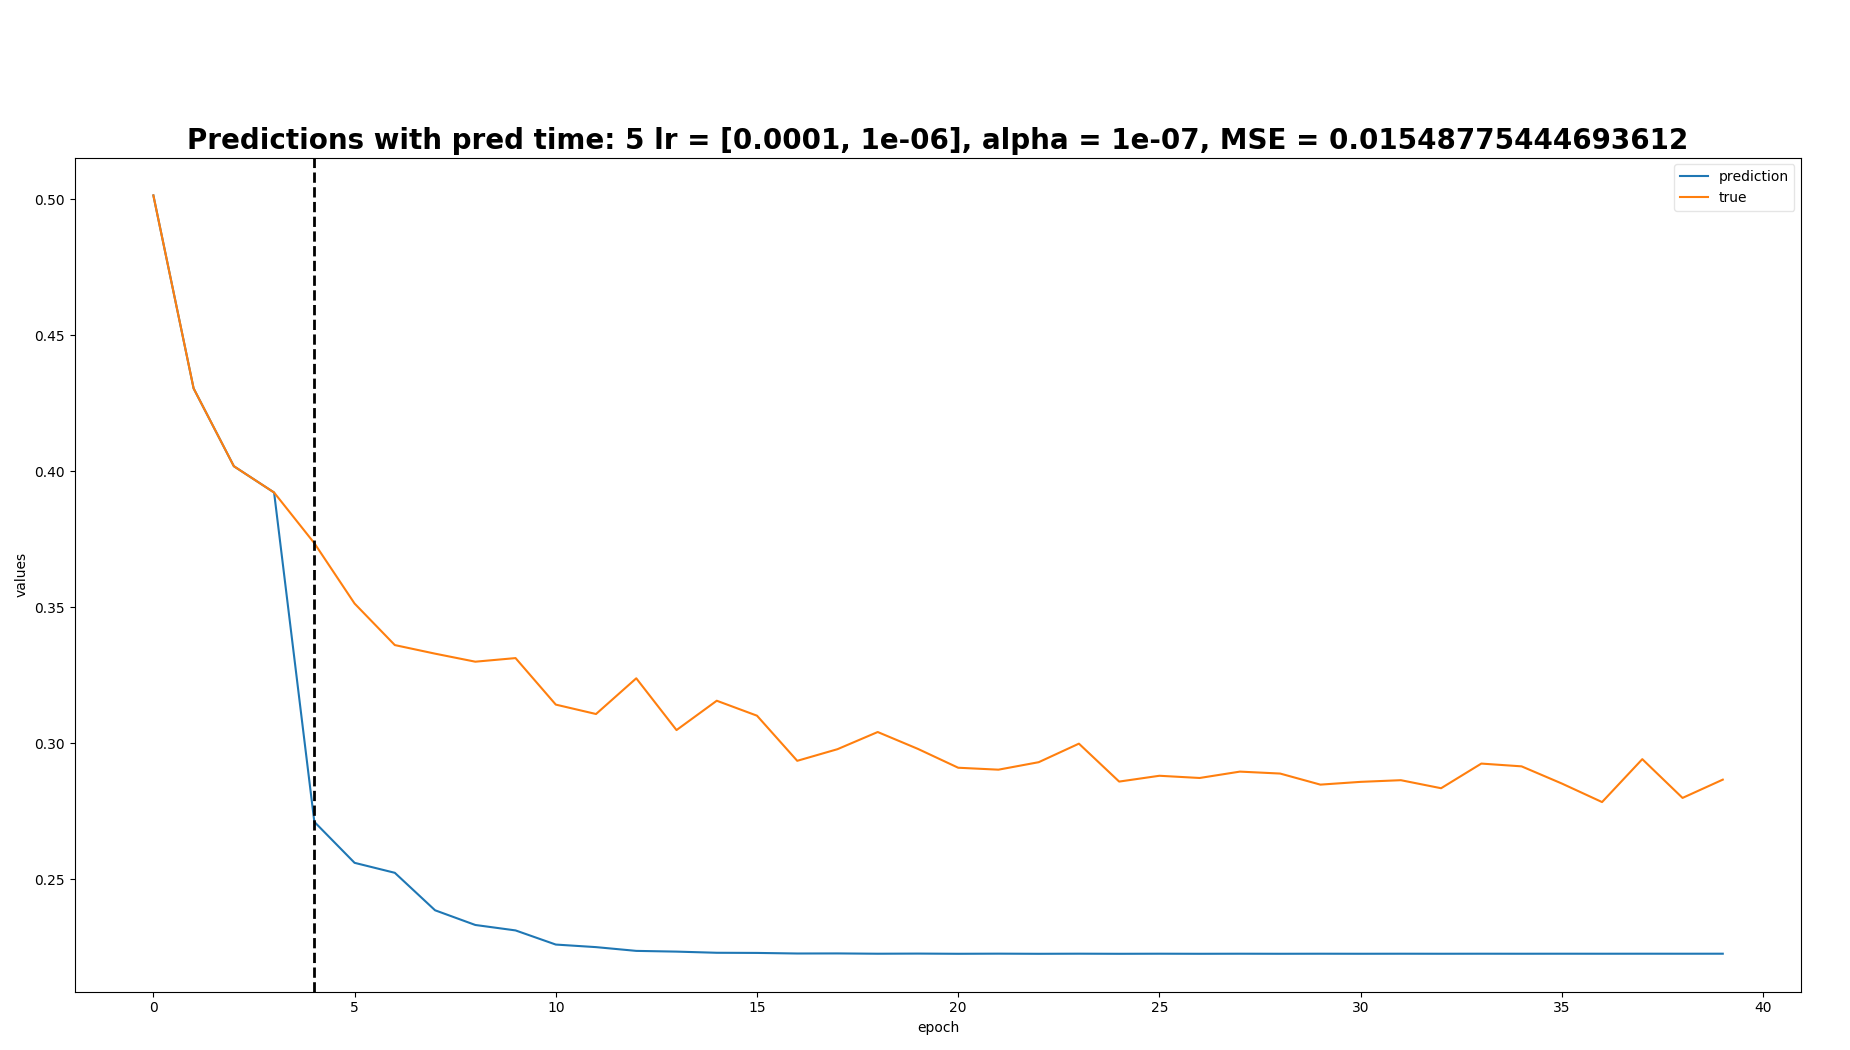 Predictions with pred time: 5 lr = [0.0001, 1e-06], alpha = 1e-07, MSE = 0.01548775444693612
prediction
true
0.50
0.45
0.40
0.35
0.30
0.25
values
0 5 10 15 20 25 30 35 40
epoch